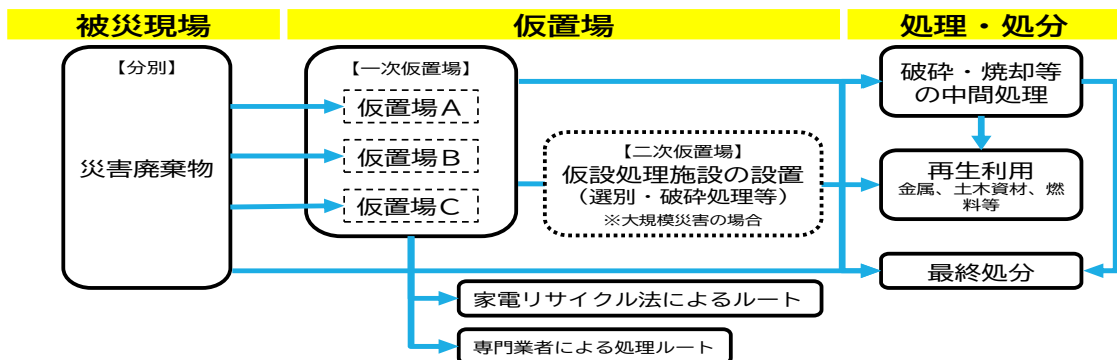 被災現場
仮置場
処理・処分
【分別】
災害廃棄物
【一次仮置場】
仮置場A
仮置場B
仮置場C
【二次仮置場】
仮設処理施設の設置
（選別・破砕処理等）
※大規模災害の場合
破砕・焼却等
の中間処理
再生利用
金属、土木資材、燃
料等
最終処分
家電リサイクル法によるルート
専門業者による処理ルート